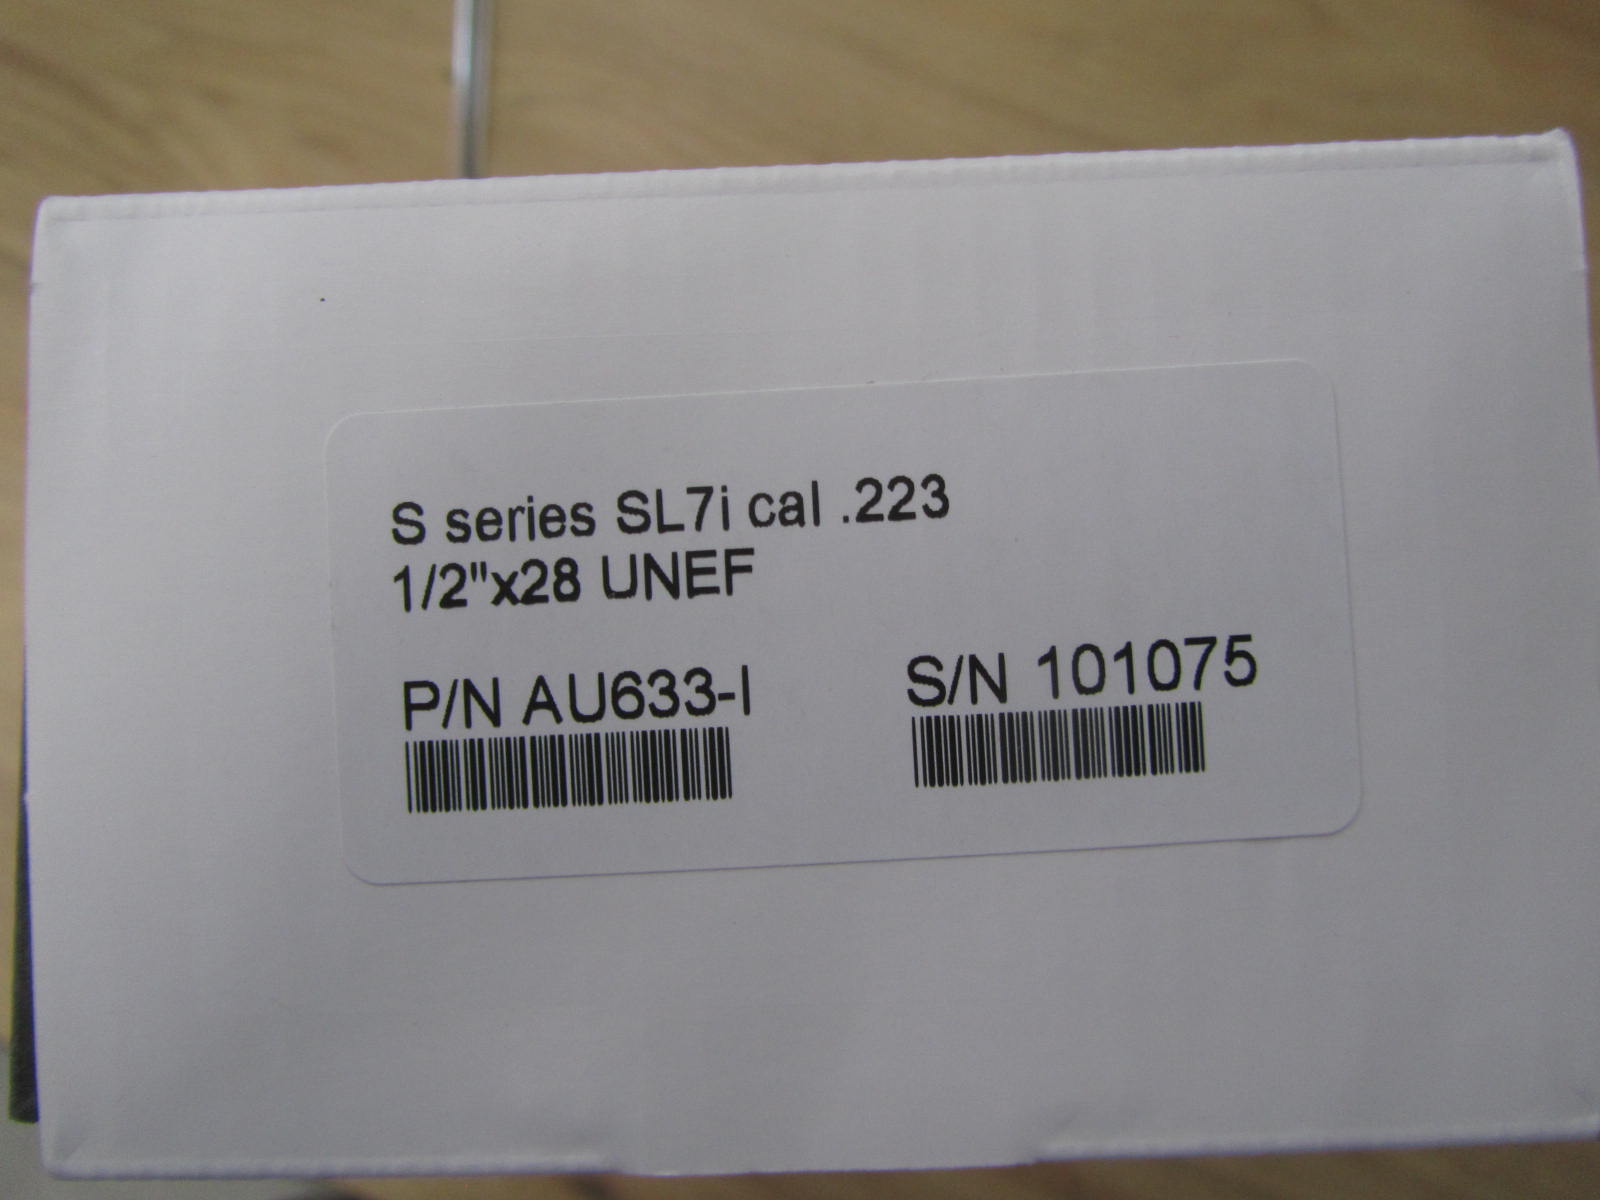 S series SL7i cal .223
1/2"x28 UNEF
P/N AU633-I S/N 101075